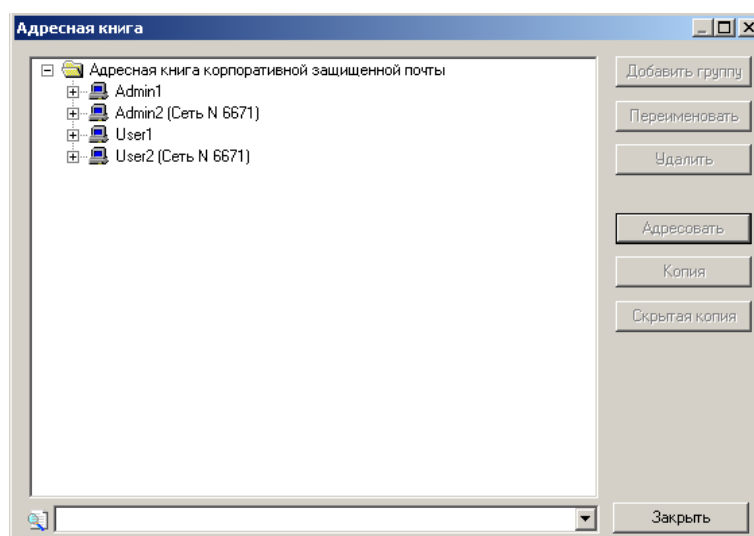 Адресная книга
Адресная книга корпоративной защищенной почты
Admin1
Admin2 (Сеть N 6671)
User1
User2 (Сеть N 6671)
Добавить группу
Переименовать
Удалить
Адресовать
Копия
Скрытая копия
Закрыть